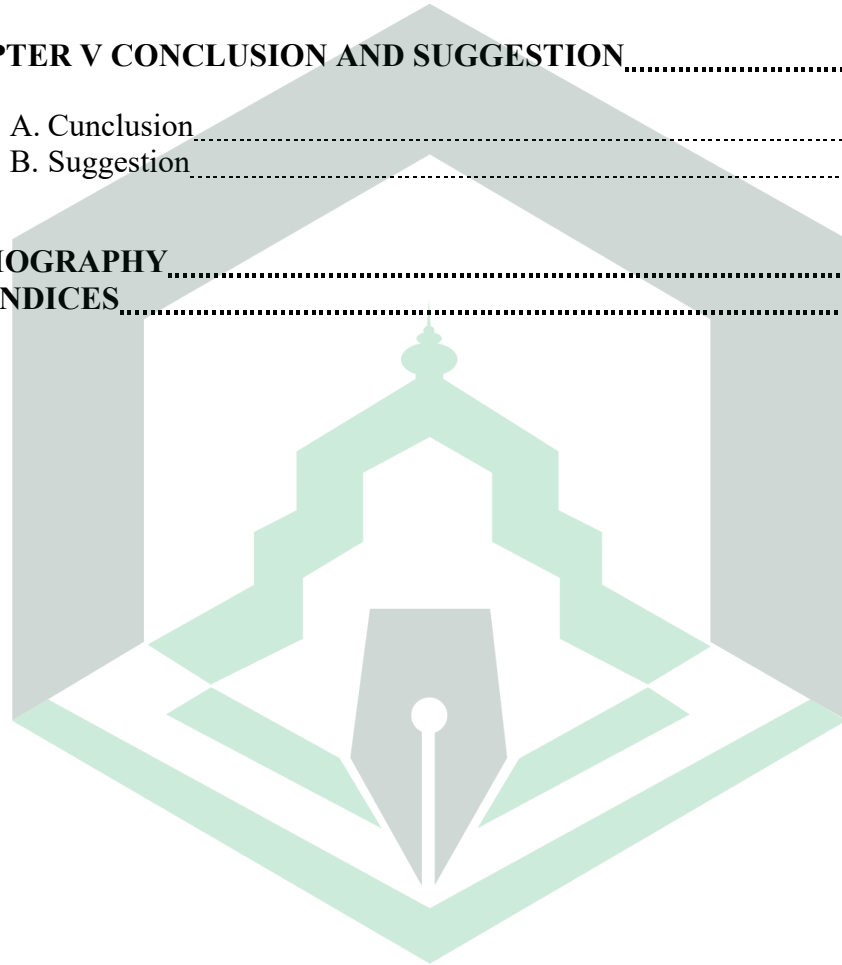 PTER V CONCLUSION AND SUGGESTION
A. Cunclusion
B. Suggestion
IOGRAPHY
NDICES